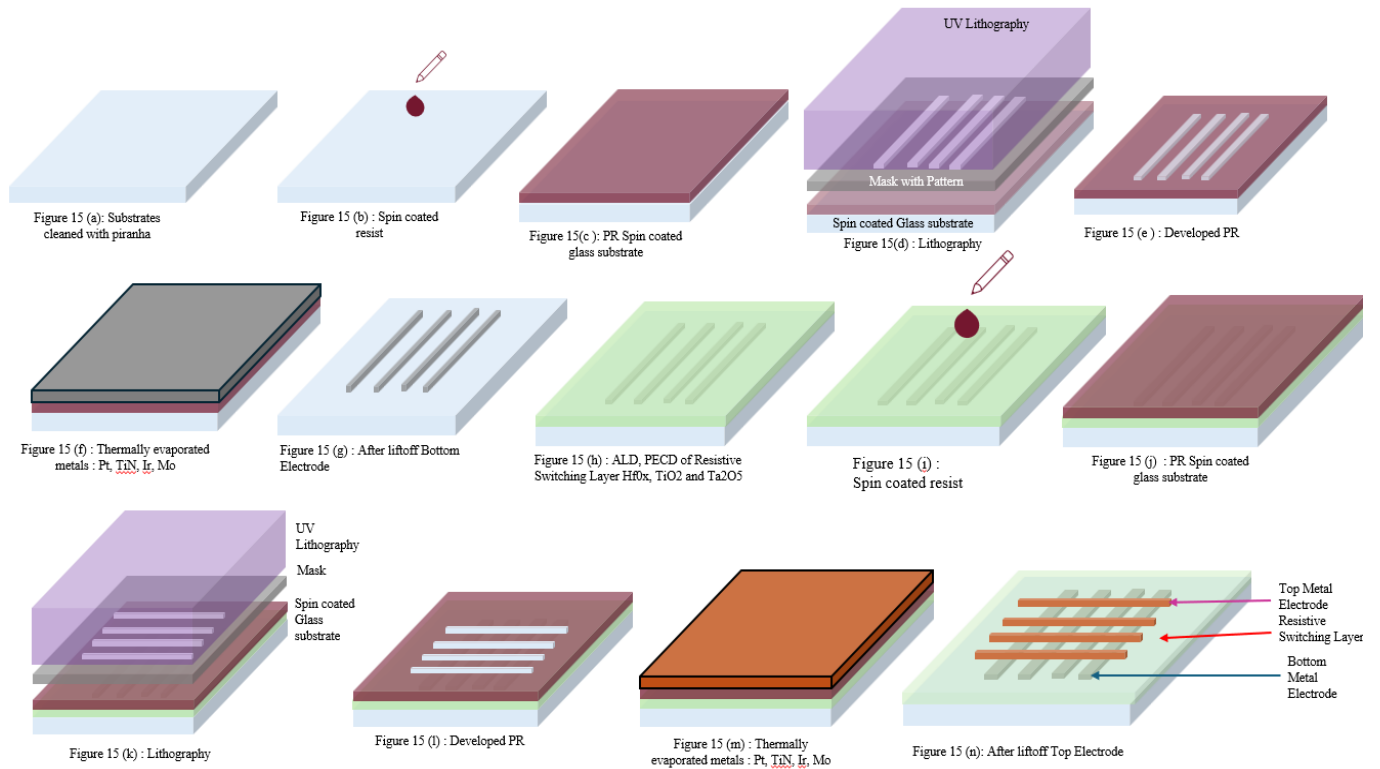 UV Lithography
Mask with Pattern
Spin coated Glass substrate
Figure 15 (a): Substrates
cleaned with piranha
Figure 15 (b) : Spin coated
resist
Figure 15(c ): PR Spin coated
glass substrate
Figure 15(d) : Lithography
Figure 15 (e ) : Developed PR
Figure 15 (f) : Thermally evaporated
metals : Pt, TiN, Ir, Mo
Figure 15 (g) : After liftoff Bottom
Electrode
Figure 15 (h) : ALD, PECD of Resistive
Switching Layer Hf0x, TiO2 and Ta2O5
Figure 15 (i) :
Spin coated resist
Figure 15 (j)  : PR Spin coated
glass substrate
UV
Lithography
Mask
Spin coated
Glass
substrate
Figure 15 (k) : Lithography
Figure 15 (l) : Developed PR
Figure 15 (m) : Thermally
evaporated metals : Pt, TiN, Ir, Mo
Top Metal
Electrode
Resistive
Switching Layer
Bottom
Metal
Electrode
Figure 15 (n): After liftoff Top Electrode